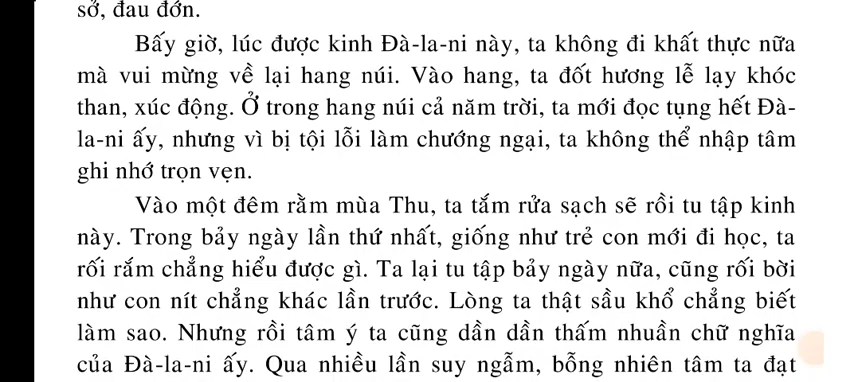 sở, đau đớn.
Bấy giờ, lúc được kinh Đà-la-ni này, ta không đi khất thực nữa
mà vui mừng về lại hang núi. Vào hang, ta đốt hương lễ lạy khóc
than, xúc động. Ở trong hang núi cả năm trời, ta mới đọc tụng hết Đà-
la-ni ấy, nhưng vì bị tội lỗi làm chướng ngại, ta không thể nhập tâm
ghi nhớ trọn vẹn.
Vào một đêm rằm mùa Thu, ta tắm rửa sạch sẽ rồi tu tập kinh
này. Trong bảy ngày lần thứ nhất, giống như trẻ con mới đi học, ta
rối rắm chẳng hiểu được gì. Ta lại tu tập bảy ngày nữa, cũng rối bời
như con nít chẳng khác lần trước. Lòng ta thật sầu khổ chẳng biết
làm sao. Nhưng rồi tâm ý ta cũng dần dần thấm nhuần chữ nghĩa
của Đà-la-ni ấy. Qua nhiều lần suy ngẫm, bỗng nhiên tâm ta đạt